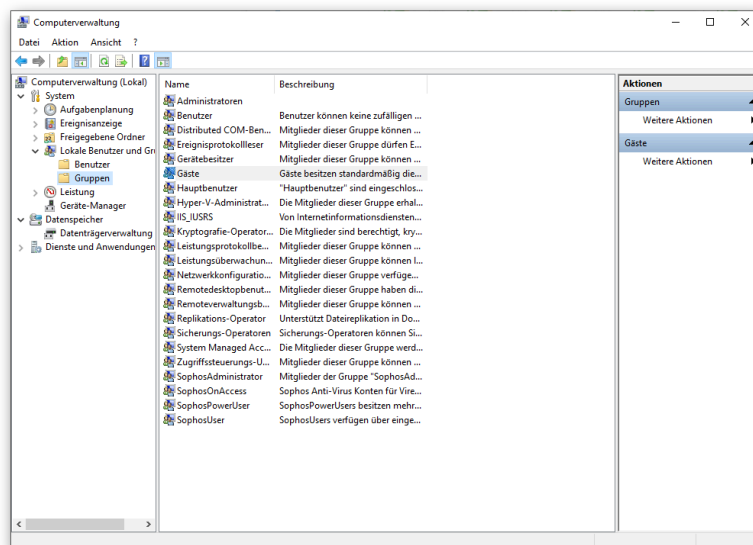 Computerverwaltung
Datei Aktion Ansicht ?
Computerverwaltung (Lokal)
System
Aufgabenplanung
Ereignisanzeige
Freigegebene Ordner
Lokale Benutzer und Gr
Benutzer
Gruppen
Leistung
Geräte-Manager
Datenspeicher
Datenträgerverwaltung
Dienste und Anwendungen
Name Beschreibung
Administratoren
Benutzer Benutzer können keine zufälligen ...
Distributed COM-Ben... Mitglieder dieser Gruppe können ...
Ereignisprotokollleser Mitglieder dieser Gruppe dürfen E...
Gerätebesitzer Mitglieder dieser Gruppe können ...
Gäste Gäste besitzen standardmäßig die...
Hauptbenutzer "Hauptbenutzer" sind eingeschlos...
Hyper-V-Administrat... Die Mitglieder dieser Gruppe erhal...
IIS_IUSRS Von Internetinformationsdiensten...
Kryptografie-Operator... Die Mitglieder sind berechtigt, kry...
Leistungsprotokollbe... Mitglieder dieser Gruppe können ...
Leistungsüberwachun... Mitglieder dieser Gruppe können l...
Netzwerkkonfiguratio... Mitglieder dieser Gruppe verfüge...
Remotedesktopbenut... Mitglieder dieser Gruppe haben di...
Remoteverwaltungsb... Mitglieder dieser Gruppe können ...
Replikations-Operator Unterstützt Dateireplikation in Do...
Sicherungs-Operatoren Sicherungs-Operatoren können Si...
System Managed Acc... Die Mitglieder dieser Gruppe werd...
Zugriffssteuerungs-U... Mitglieder dieser Gruppe können ...
SophosAdministrator Mitglieder der Gruppe "SophosAd...
SophosOnAccess Sophos Anti-Virus Konten für Vire...
SophosPowerUser SophosPowerUsers besitzen mehr...
SophosUser SophosUsers verfügen über einge...
Aktionen
Gruppen
Weitere Aktionen
Gäste
Weitere Aktionen